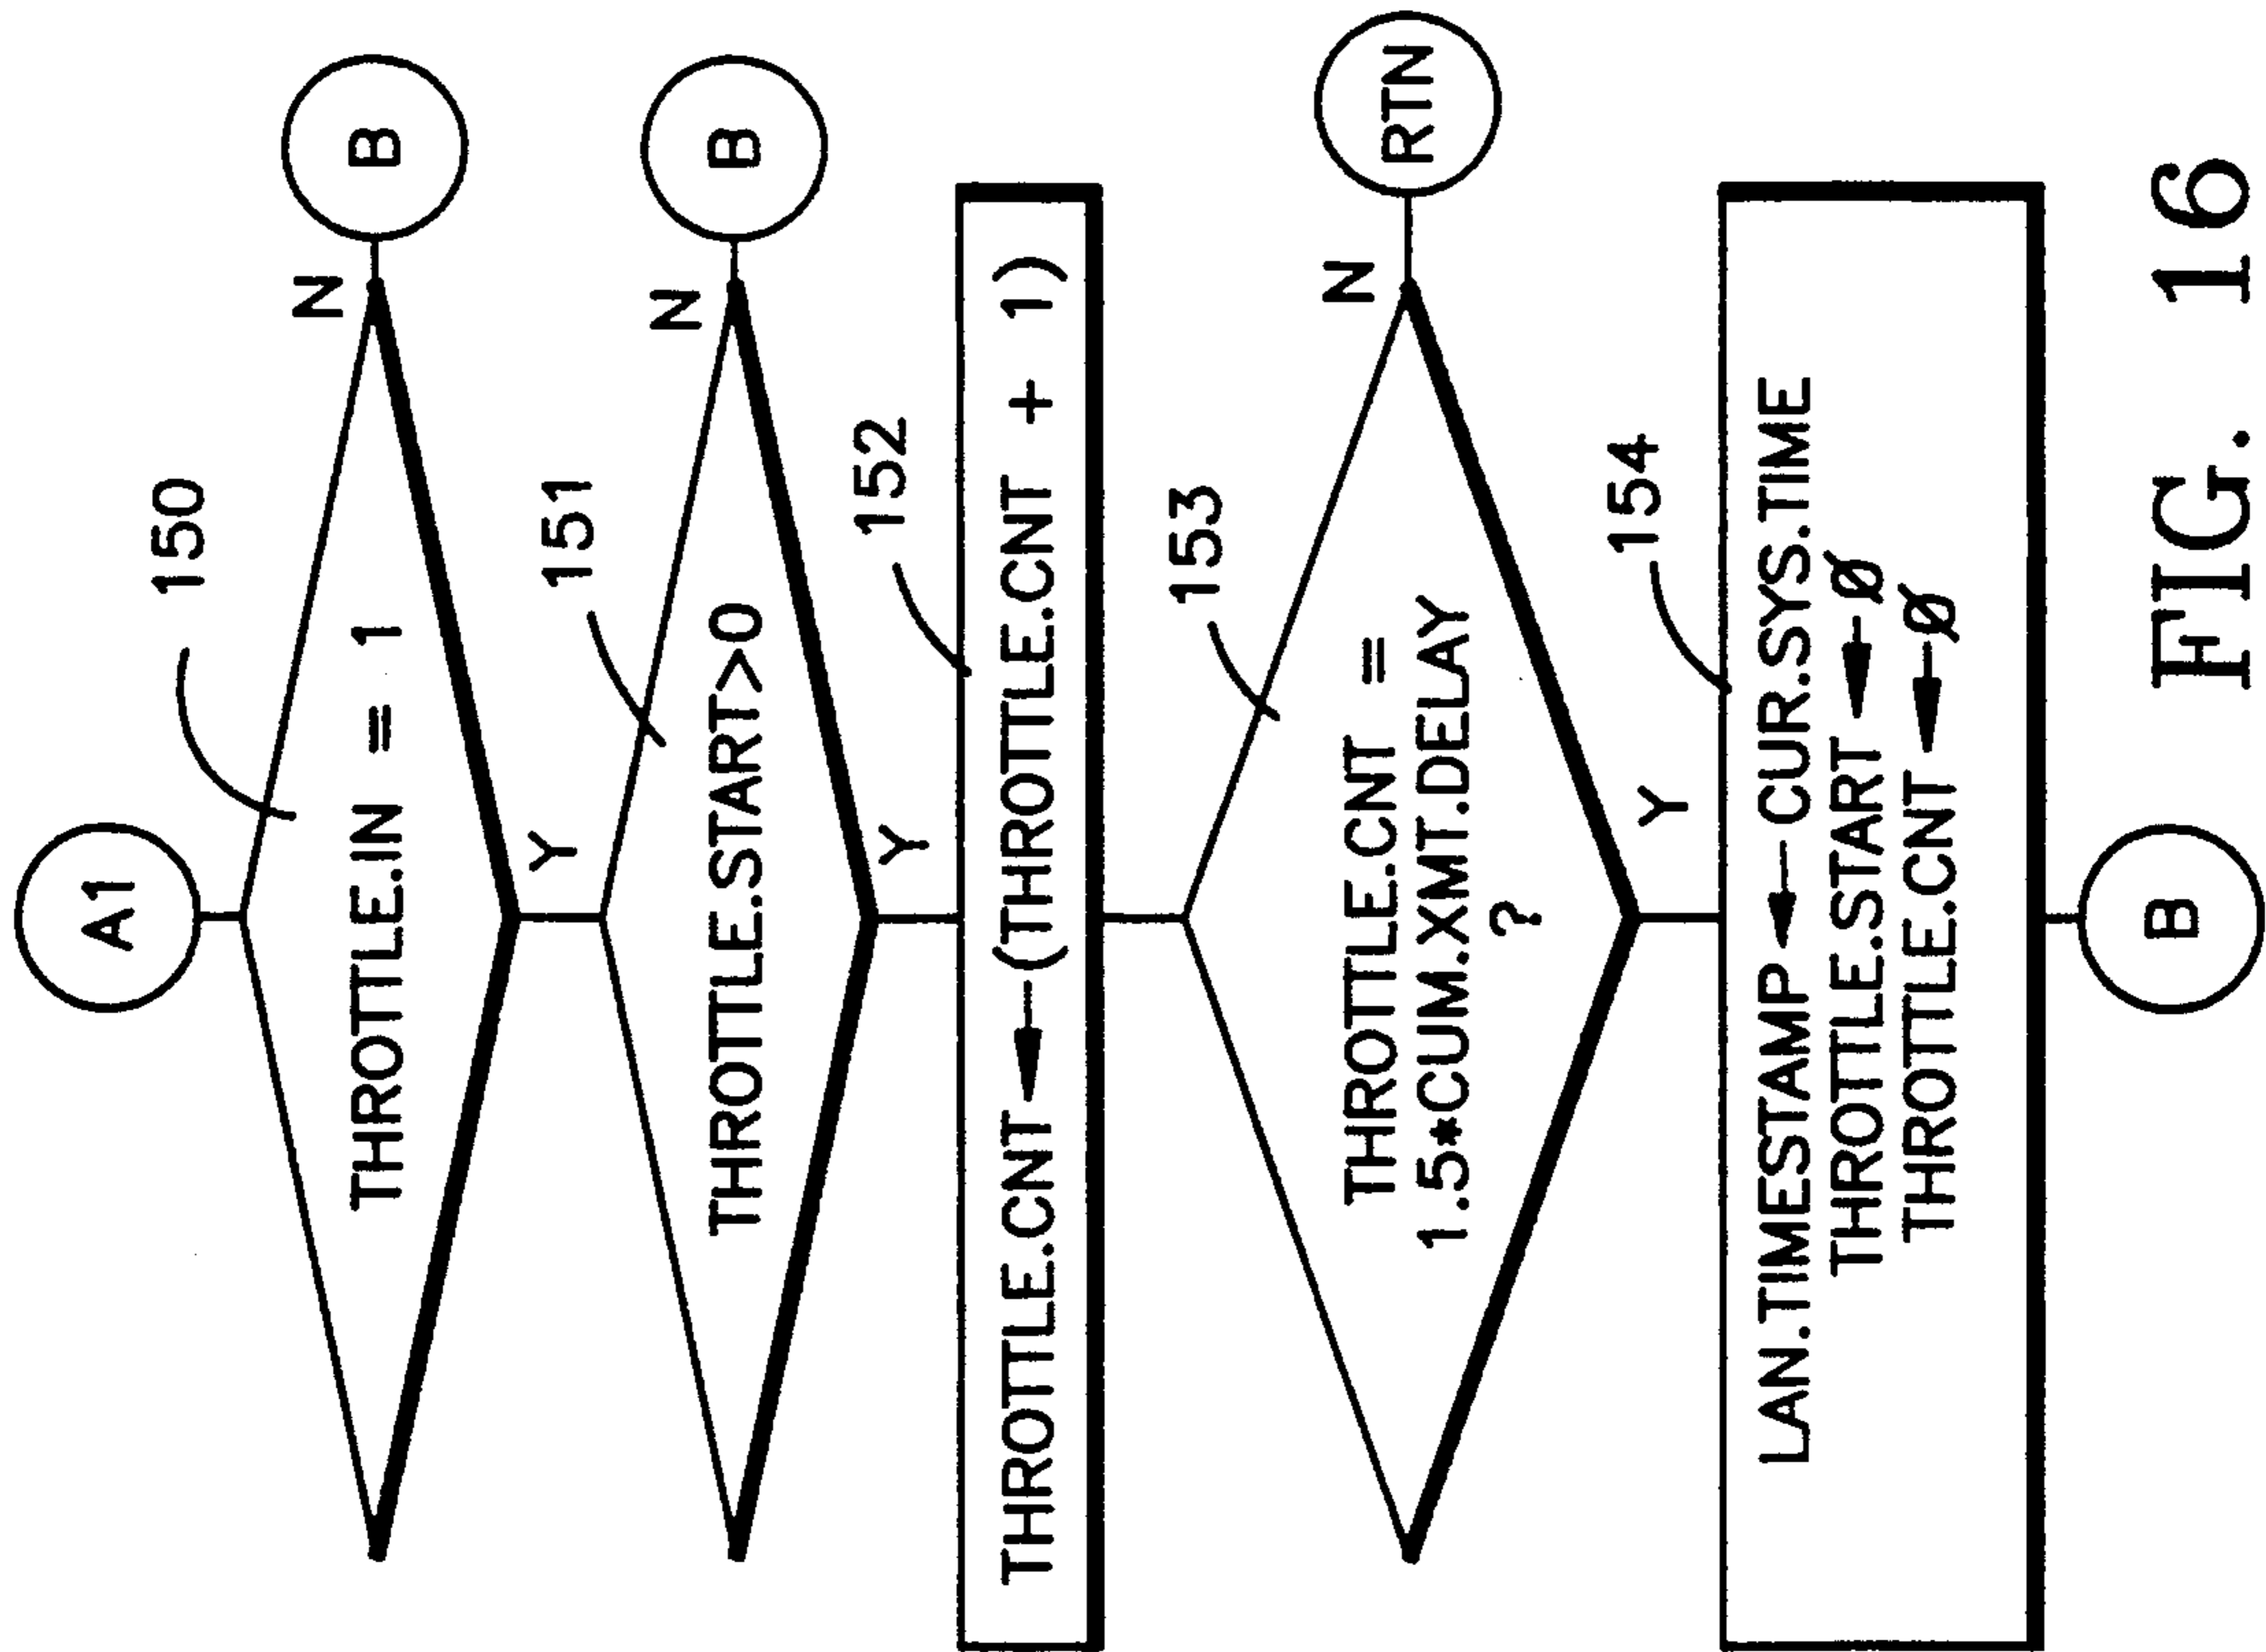 A1
150
THROTTLE.IN = 1
N
B
Y
151
THROTTLE.START>0
N
B
Y
152
THROTTLE.CNT ← (THROTTLE.CNT + 1)
153
THROTTLE.CNT =
1.5*CUM.XMT.DELAY
?
N
RTN
Y
154
LAN.TIMESTAMP ← CUR.SYS.TIME
THROTTLE.START ← Ø
THROTTLE.CNT ← Ø
B
FIG. 16